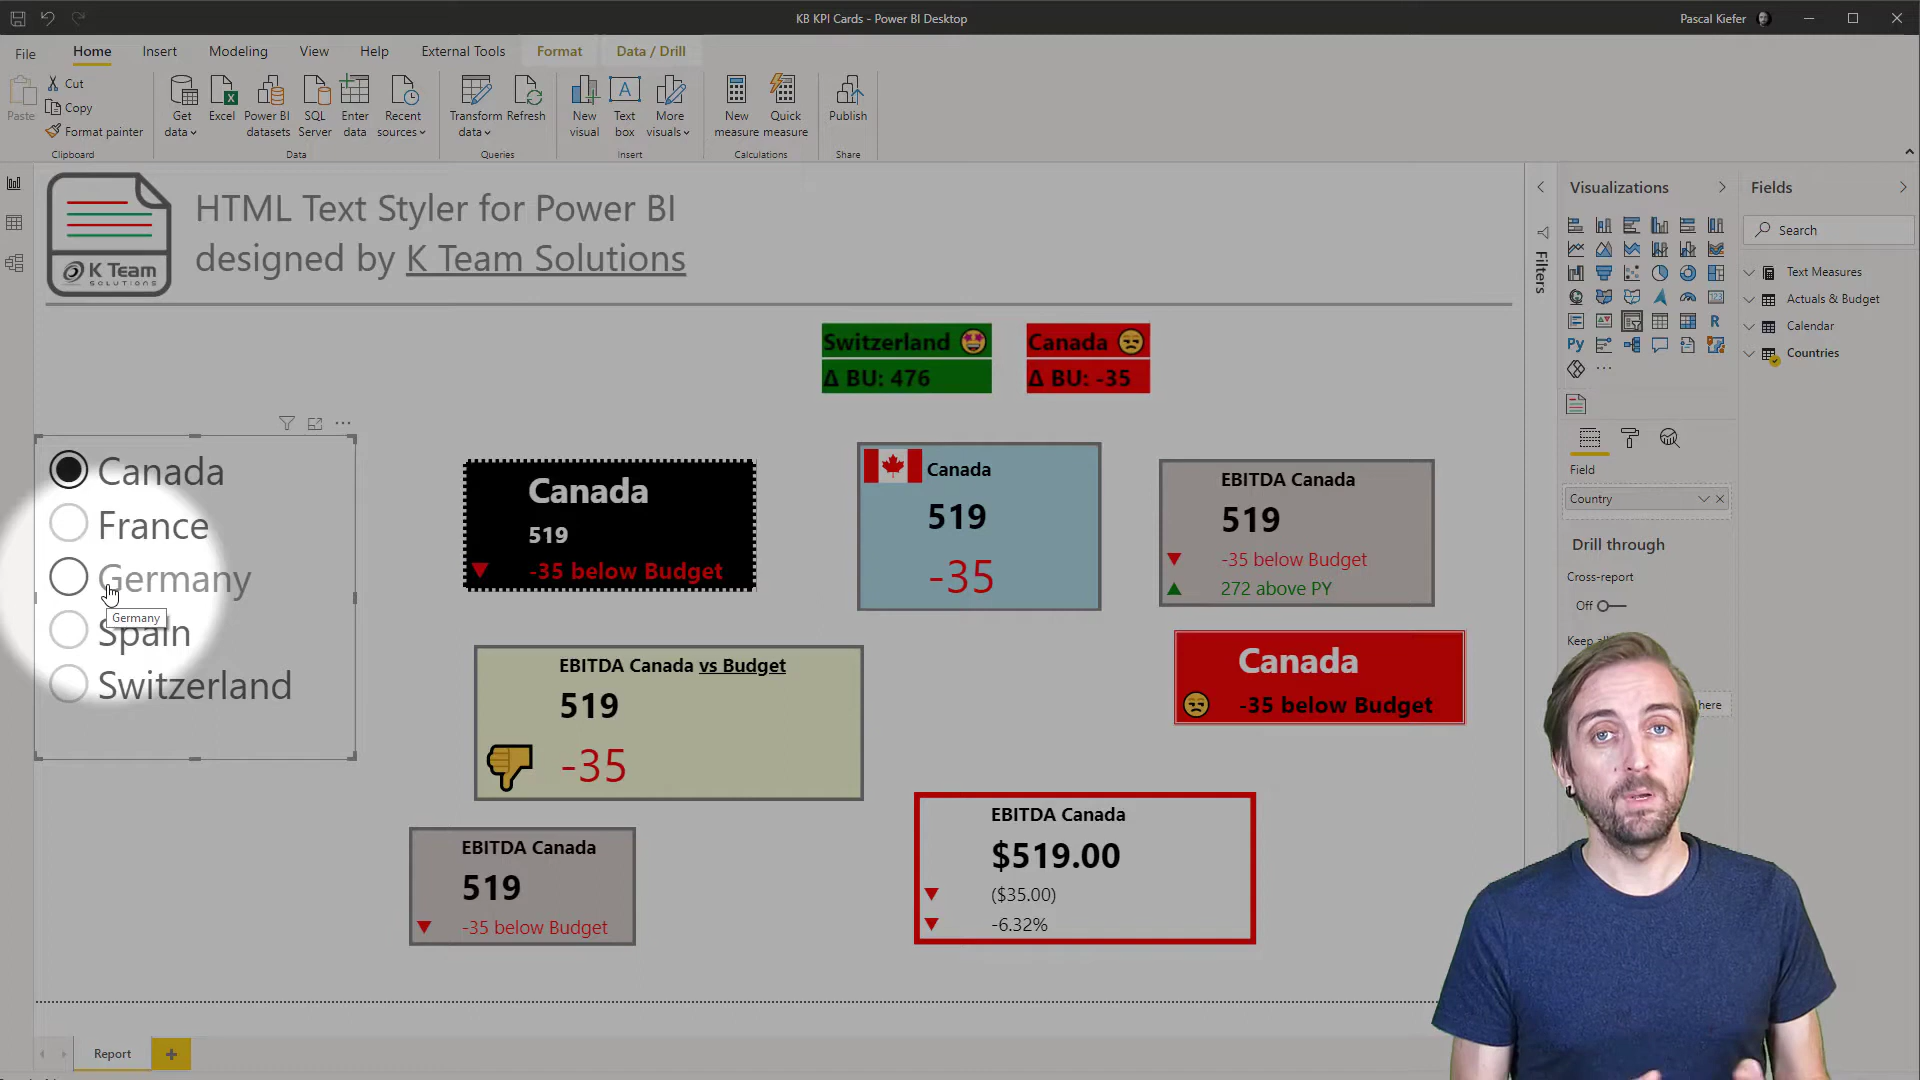 KB KPI Cards - Power BI Desktop
Pascal Kiefer
File
Home
Insert
Modeling
View
Help
External Tools
Format
Data / Drill
Paste
Cut
Copy
Format painter
Clipboard
Get data
Excel
Power BI datasets
SQL Server
Enter data
Recent sources
Data
Transform data
Refresh
Queries
New visual
Text box
More visuals
Insert
New measure
Quick measure
Calculations
Publish
Share
K Team
SOLUTIONS
HTML Text Styler for Power BI
designed by K Team Solutions
Switzerland
Δ BU: 476
Canada
Δ BU: -35
Canada
France
Germany
Germany
Spain
Switzerland
Canada
519
-35 below Budget
Canada
519
-35
EBITDA Canada
519
-35 below Budget
272 above PY
EBITDA Canada vs Budget
519
-35
Canada
-35 below Budget
EBITDA Canada
519
-35 below Budget
EBITDA Canada
$519.00
($35.00)
-6.32%
Report
Filters
Visualizations
R
Py
Field
Country
Drill through
Cross-report
Off
here
Fields
Search
Text Measures
Actuals & Budget
Calendar
Countries